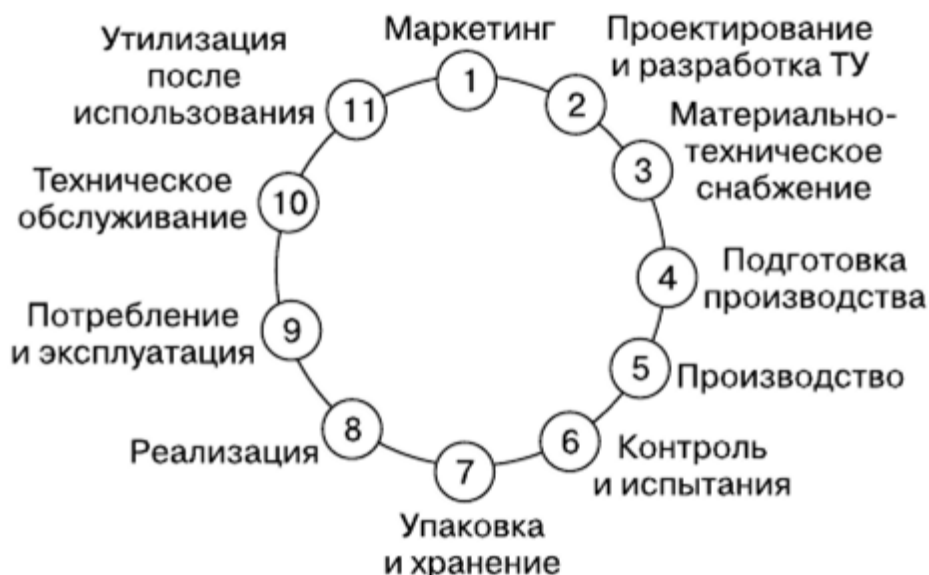 Маркетинг
1
Проектирование
и разработка ТУ
2
Материально-
техническое
снабжение
3
Подготовка
производства
4
Производство
5
Контроль
и испытания
6
Упаковка
и хранение
7
Реализация
8
Потребление
и эксплуатация
9
Техническое
обслуживание
10
Утилизация
после
использования
11